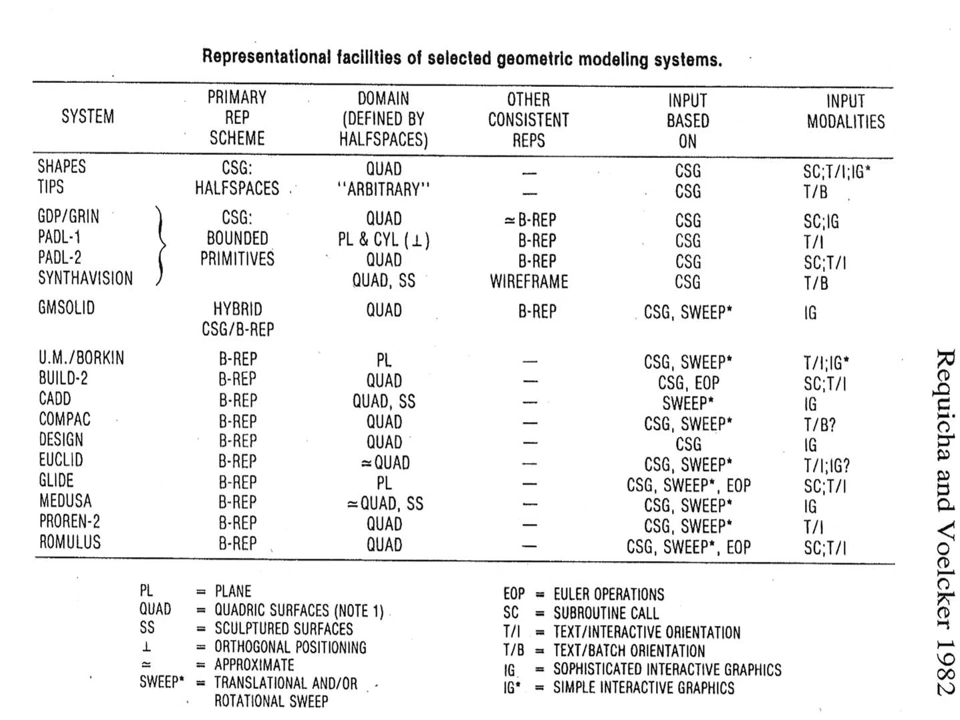 Representational facilities of selected geometric modeling systems.
SYSTEM PRIMARY REP SCHEME DOMAIN (DEFINED BY HALFSPACES) OTHER CONSISTENT REPS INPUT BASED ON INPUT MODALITIES
SHAPES CSG: QUAD — CSG SC;T/I;IG*
TIPS HALFSPACES "ARBITRARY" — CSG T/B
GDP/GRIN CSG: QUAD ≃B-REP CSG SC;IG
PADL-1 BOUNDED PL & CYL (⊥) B-REP CSG T/I
PADL-2 PRIMITIVES QUAD B-REP CSG SC;T/I
SYNTHAVISION QUAD, SS WIREFRAME CSG T/B
GMSOLID HYBRID QUAD B-REP CSG, SWEEP* IG
CSG/B-REP
U.M./BORKIN B-REP PL — CSG, SWEEP* T/I;IG*
BUILD-2 B-REP QUAD — CSG, EOP SC;T/I
CADD B-REP QUAD, SS — SWEEP* IG
COMPAC B-REP QUAD — CSG, SWEEP* T/B?
DESIGN B-REP QUAD — CSG IG
EUCLID B-REP ≃QUAD — CSG, SWEEP* T/I;IG?
GLIDE B-REP PL — CSG, SWEEP*, EOP SC;T/I
MEDUSA B-REP ≃QUAD, SS — CSG, SWEEP* IG
PROREN-2 B-REP QUAD — CSG, SWEEP* T/I
ROMULUS B-REP QUAD — CSG, SWEEP*, EOP SC;T/I
PL = PLANE
QUAD = QUADRIC SURFACES (NOTE 1)
SS = SCULPTURED SURFACES
⊥ = ORTHOGONAL POSITIONING
≃ = APPROXIMATE
SWEEP* = TRANSLATIONAL AND/OR
ROTATIONAL SWEEP
EOP = EULER OPERATIONS
SC = SUBROUTINE CALL
T/I = TEXT/INTERACTIVE ORIENTATION
T/B = TEXT/BATCH ORIENTATION
IG = SOPHISTICATED INTERACTIVE GRAPHICS
IG* = SIMPLE INTERACTIVE GRAPHICS
Requicha and Voelcker 1982